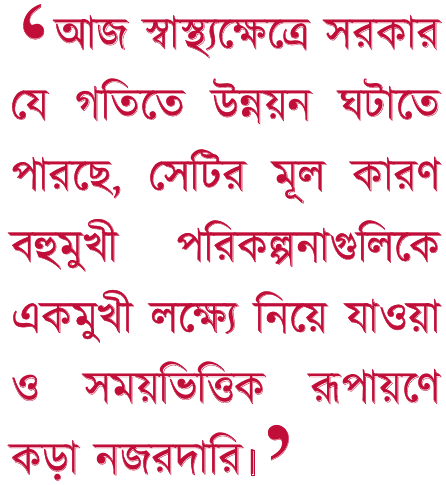 ‘আজ স্বাস্থ্যক্ষেত্রে সরকার
যে গতিতে উন্নয়ন ঘটাতে
পারছে, সেটির মূল কারণ
বহুমুখী পরিকল্পনাগুলিকে
একমুখী লক্ষ্যে নিয়ে যাওয়া
ও সময়ভিত্তিক রূপায়ণে
কড়া নজরদারি।’